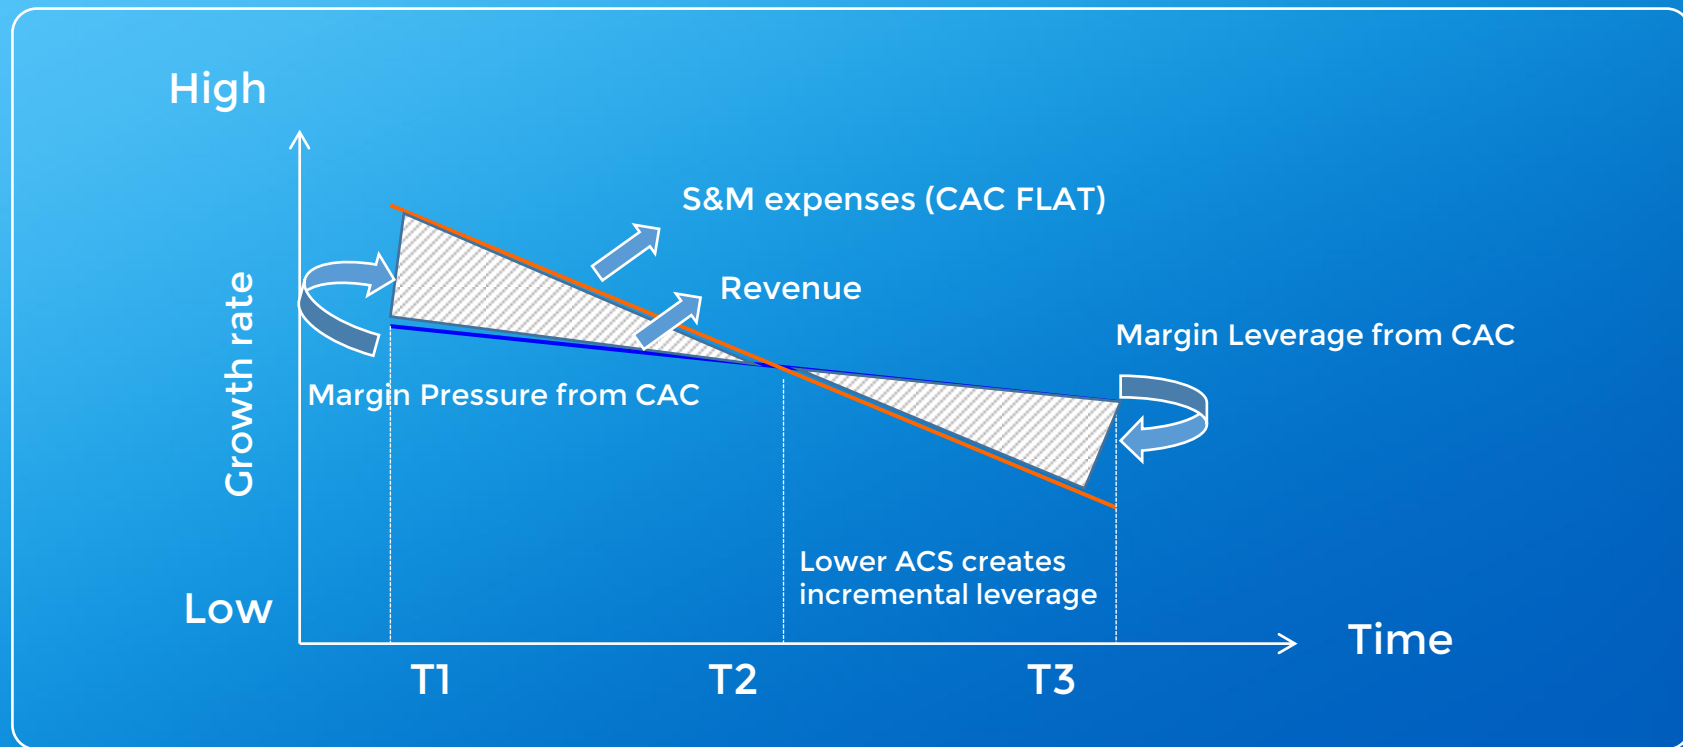 High
S&M expenses (CAC FLAT)
Revenue
Growth rate
Margin Leverage from CAC
Margin Pressure from CAC
Lower ACS creates
incremental leverage
Low
Time
T1
T2
T3